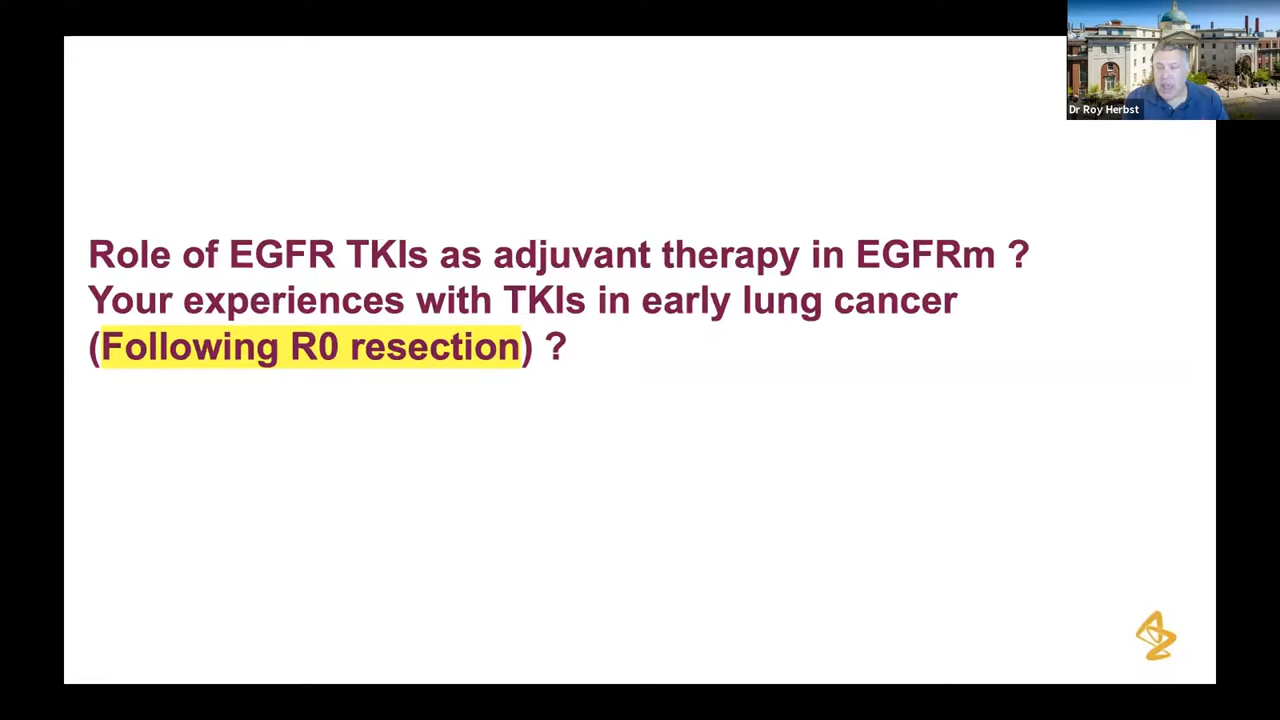 Dr Roy Herbst
Role of EGFR TKIs as adjuvant therapy in EGFRm ?
Your experiences with TKIs in early lung cancer
(Following R0 resection) ?